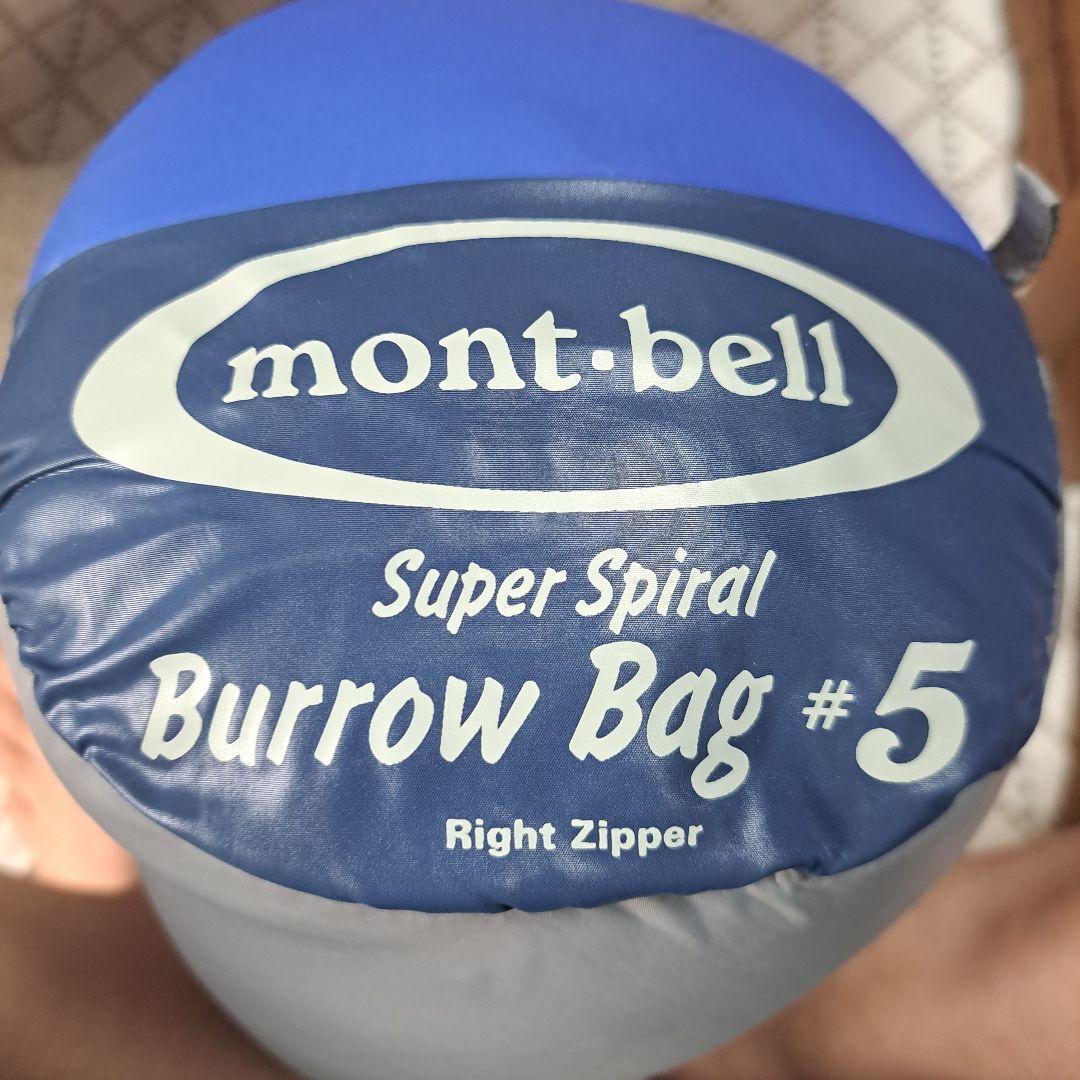 mont·bell
Super Spiral
Burrow Bag #5
Right Zipper